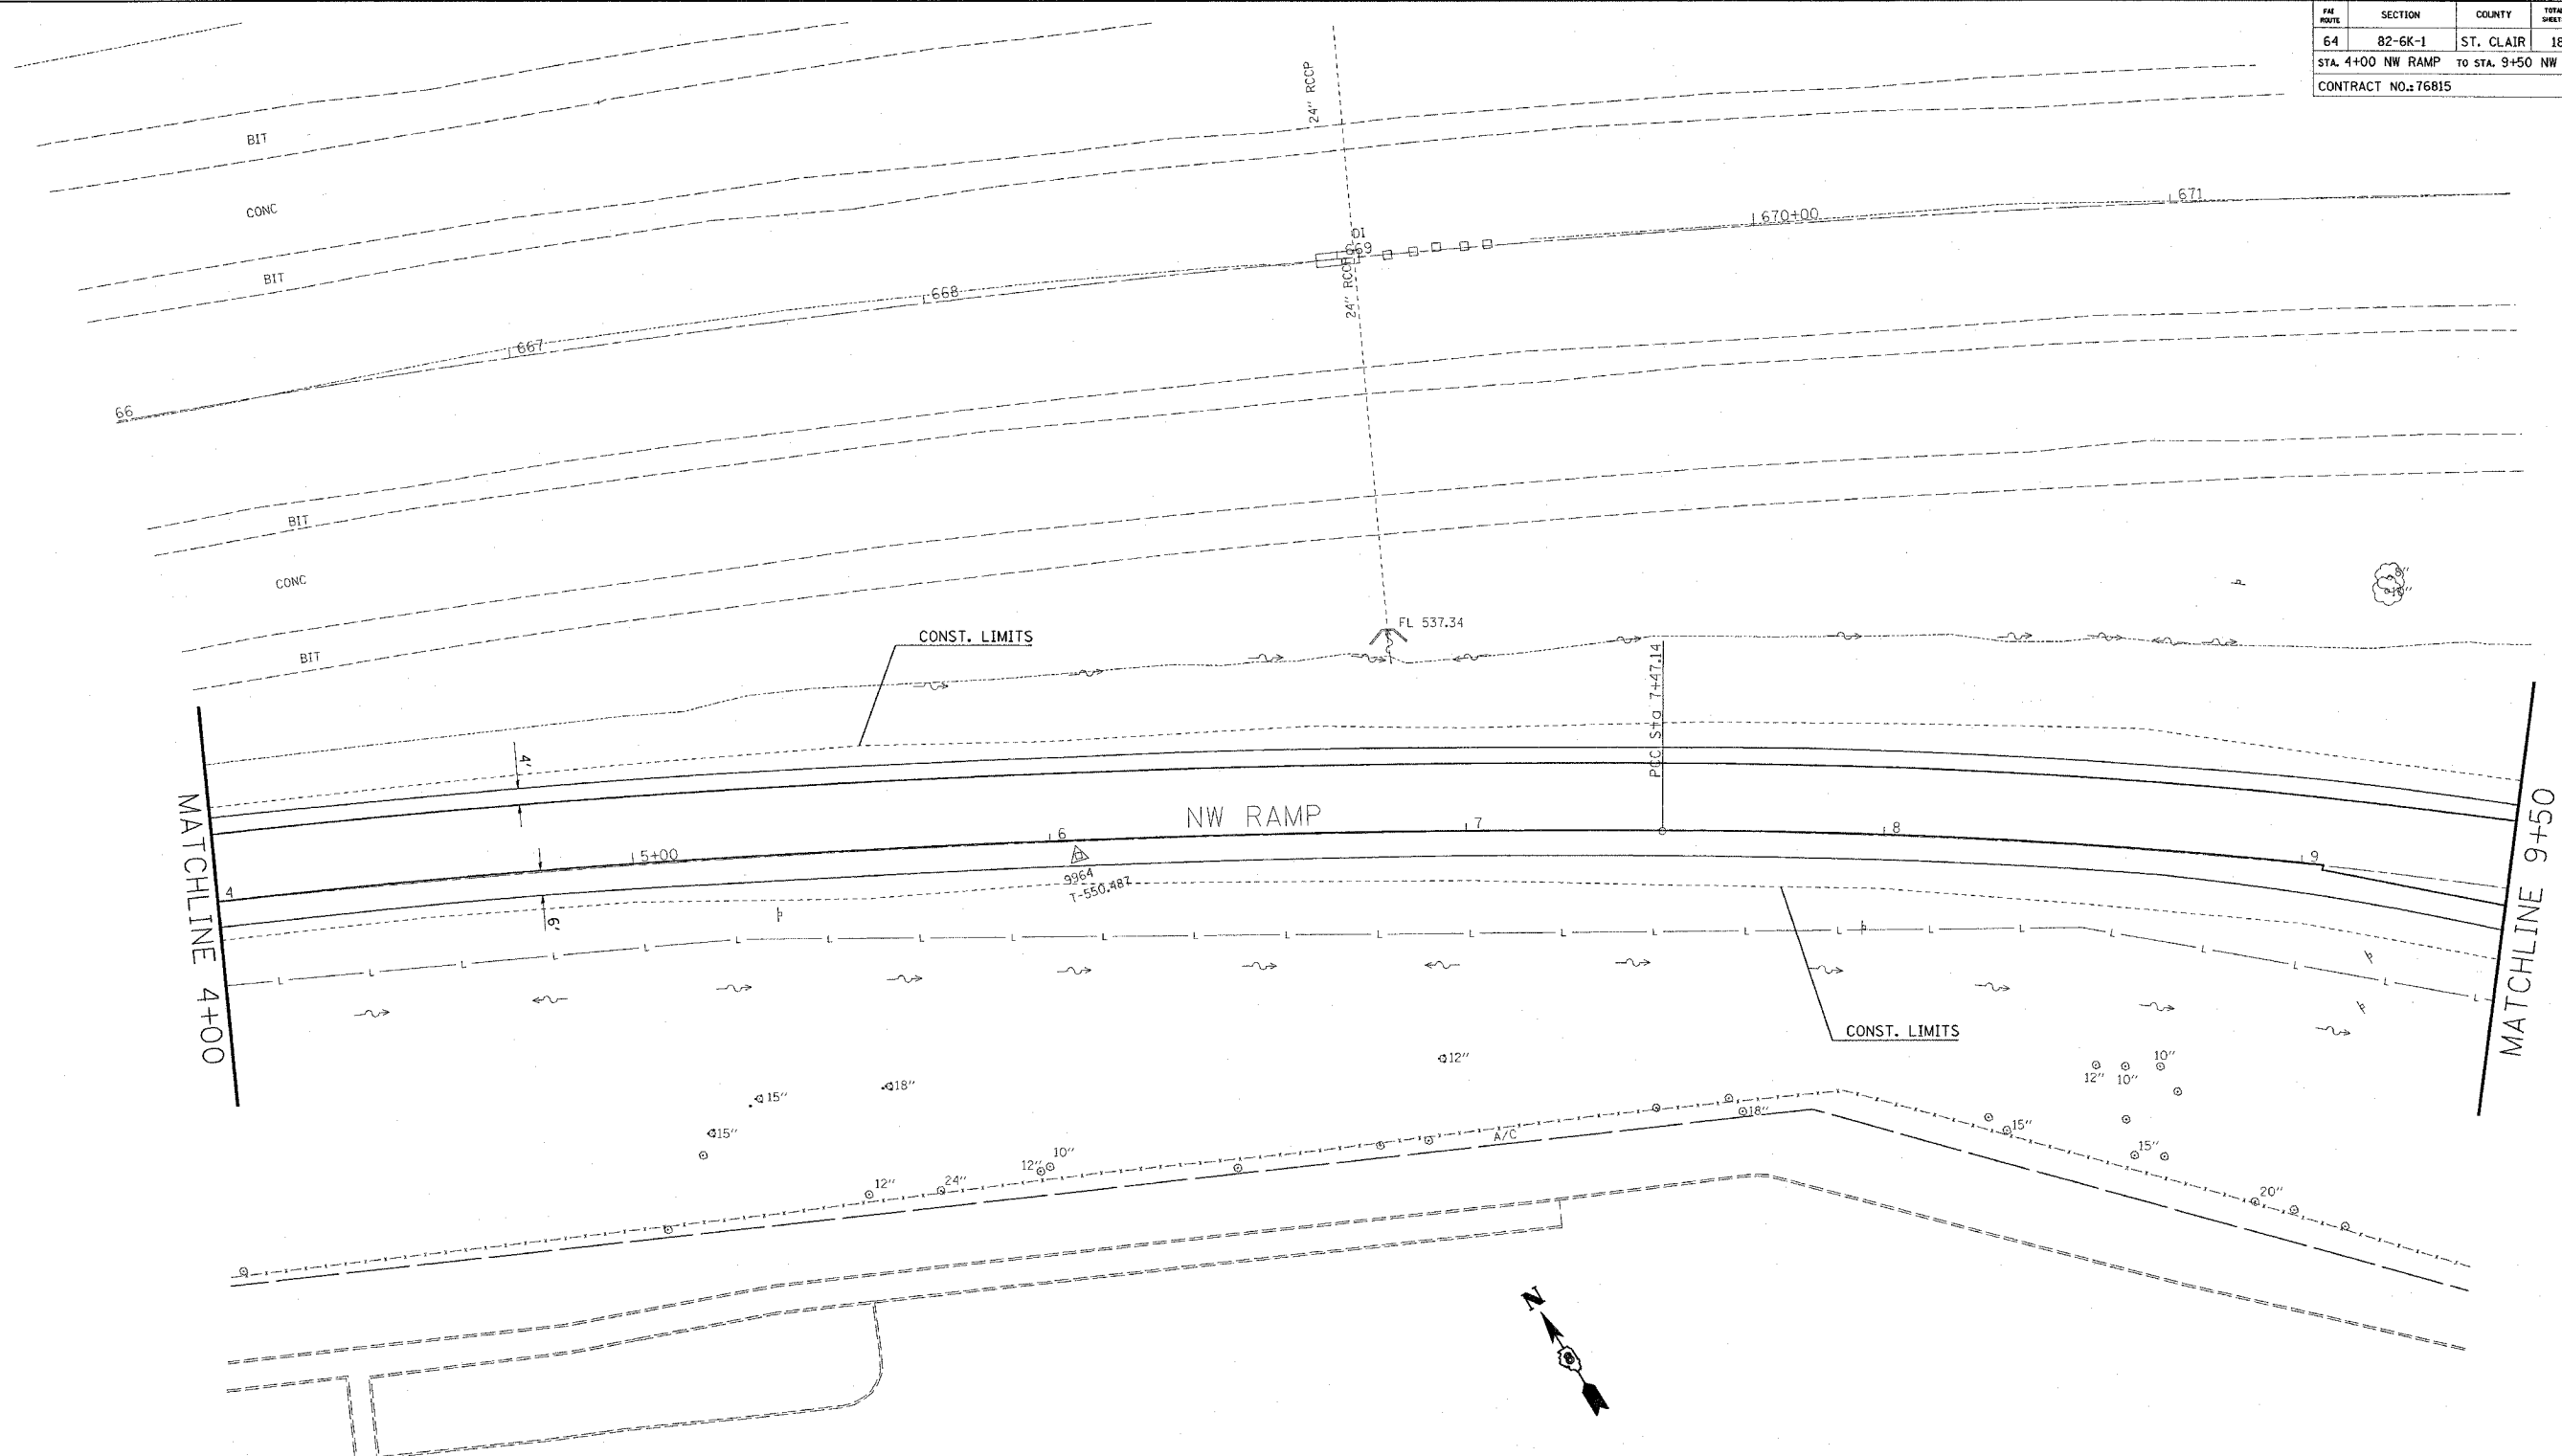 FAI ROUTE SECTION COUNTY
64 82-6K-1 ST. CLAIR 18
STA. 4+00 NW RAMP TO STA. 9+50 NW
CONTRACT NO.: 76815
24" RCCP
BIT
CONC
BIT
671
670+00
DI
669
24" RCCP
668
667
66
BIT
CONC
BIT
8"
FL 537.34
CONST. LIMITS
PCC Sta 7+47.14
4'
NW RAMP
4
5+00
6
7
8
9
9964
T-550.487
6'
MATCHLINE 4+00
MATCHLINE 9+50
CONST. LIMITS
12"
18"
15"
15"
10"
12" 10"
18"
15"
A/C
15"
10"
12"
24"
12"
20"
N